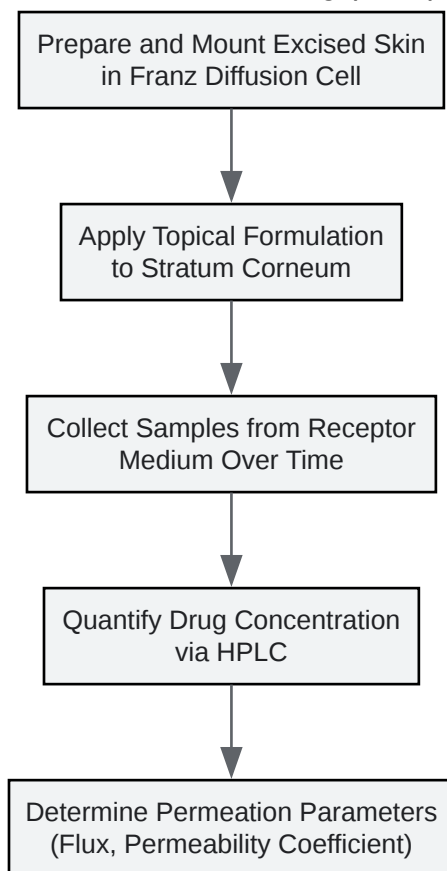 Prepare and Mount Excised Skin
in Franz Diffusion Cell
Apply Topical Formulation
to Stratum Corneum
Collect Samples from Receptor
Medium Over Time
Quantify Drug Concentration
via HPLC
Determine Permeation Parameters
(Flux, Permeability Coefficient)